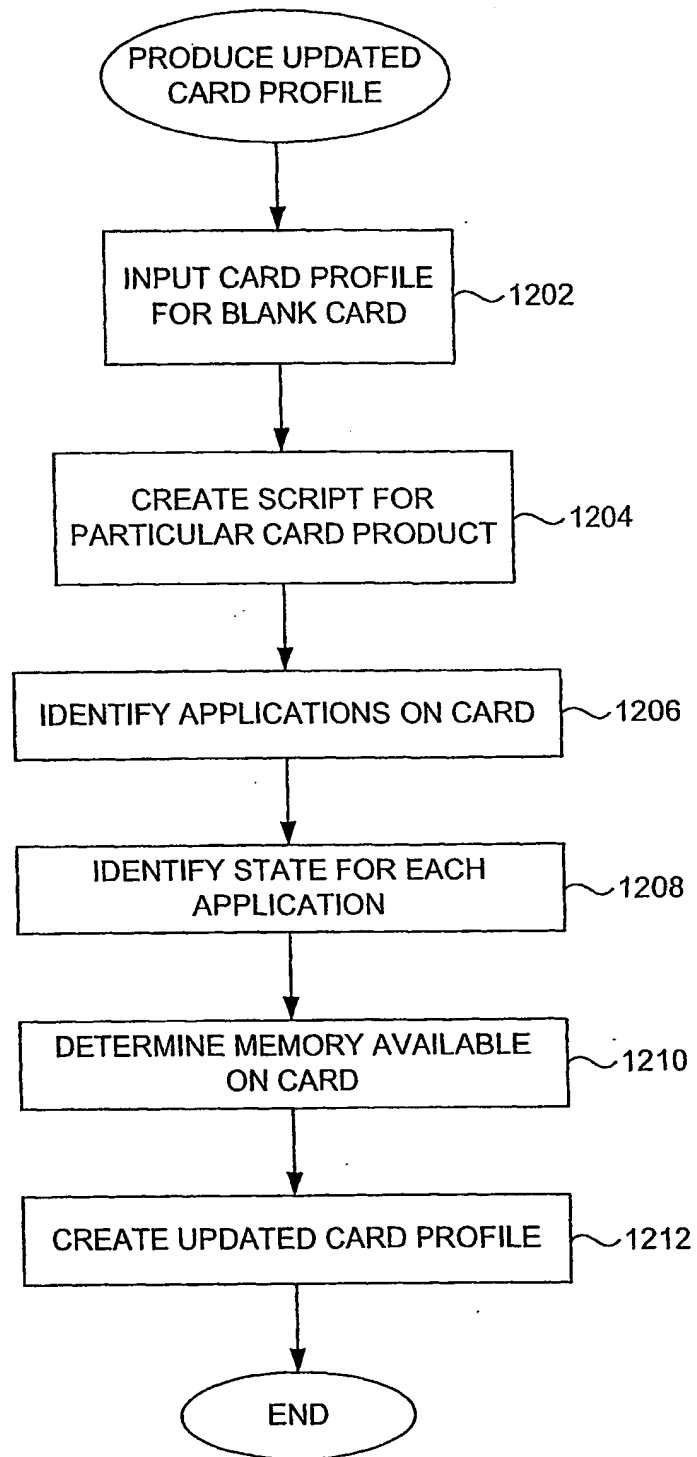 PRODUCE UPDATED
CARD PROFILE
INPUT CARD PROFILE
FOR BLANK CARD
1202
CREATE SCRIPT FOR
PARTICULAR CARD PRODUCT
1204
IDENTIFY APPLICATIONS ON CARD
1206
IDENTIFY STATE FOR EACH
APPLICATION
1208
DETERMINE MEMORY AVAILABLE
ON CARD
1210
CREATE UPDATED CARD PROFILE
1212
END